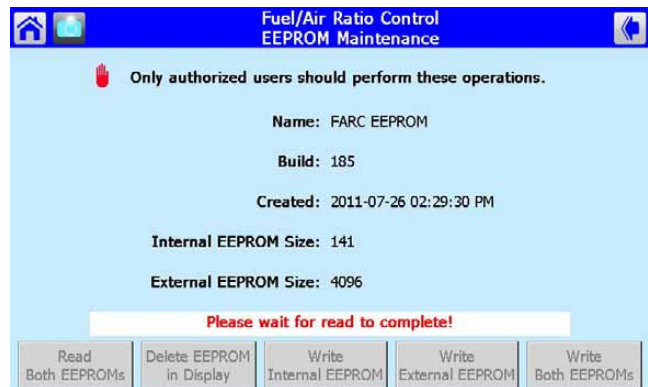 Fuel/Air Ratio Control
EEPROM Maintenance
Only authorized users should perform these operations.
Name: FARC EEPROM
Build: 185
Created: 2011-07-26 02:29:30 PM
Internal EEPROM Size: 141
External EEPROM Size: 4096
Please wait for read to complete!
Read
Both EEPROMs
Delete EEPROM
in Display
Write
Internal EEPROM
Write
External EEPROM
Write
Both EEPROMs